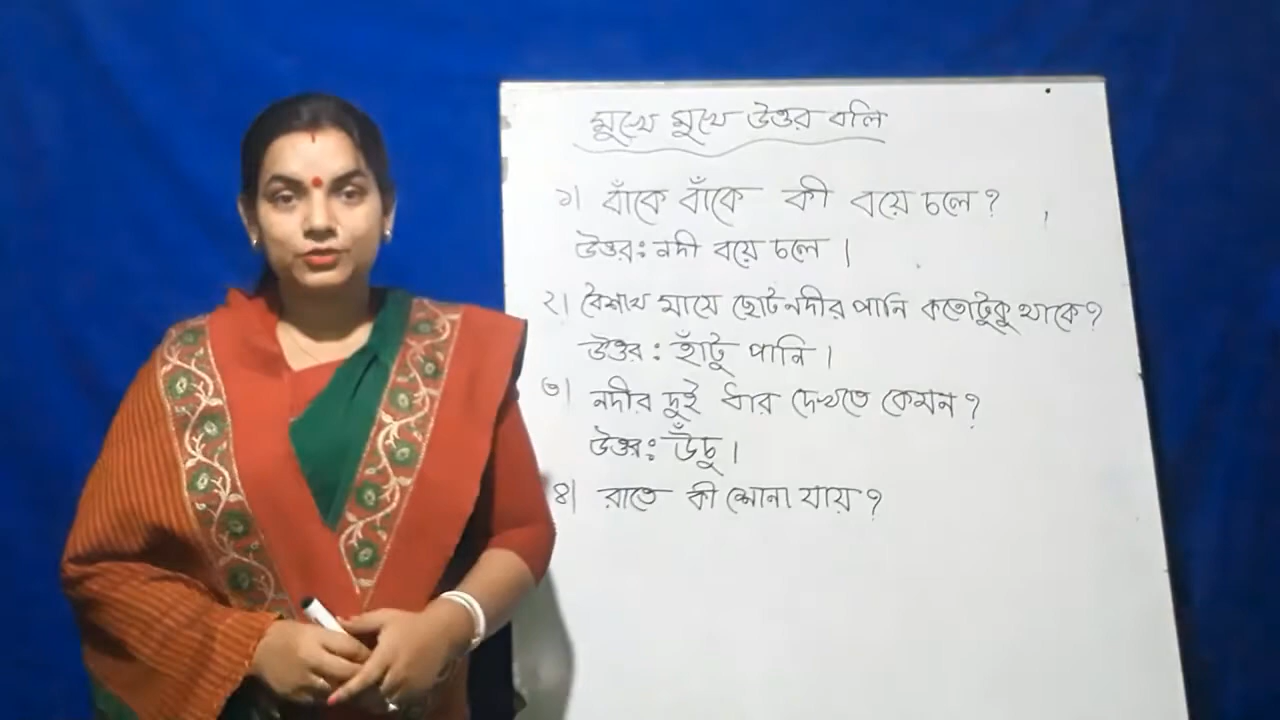 মুখে মুখে উত্তর বলি
১। বাঁকে বাঁকে কী বয়ে চলে?
উত্তর: নদী বয়ে চলে।
২। বৈশাখ মাসে ছোট নদীর পানি কতোটুকু থাকে?
উত্তর: হাঁটু পানি।
৩। নদীর দুই ধার দেখতে কেমন?
উত্তর: উঁচু।
৪। রাতে কী শোনা যায়?